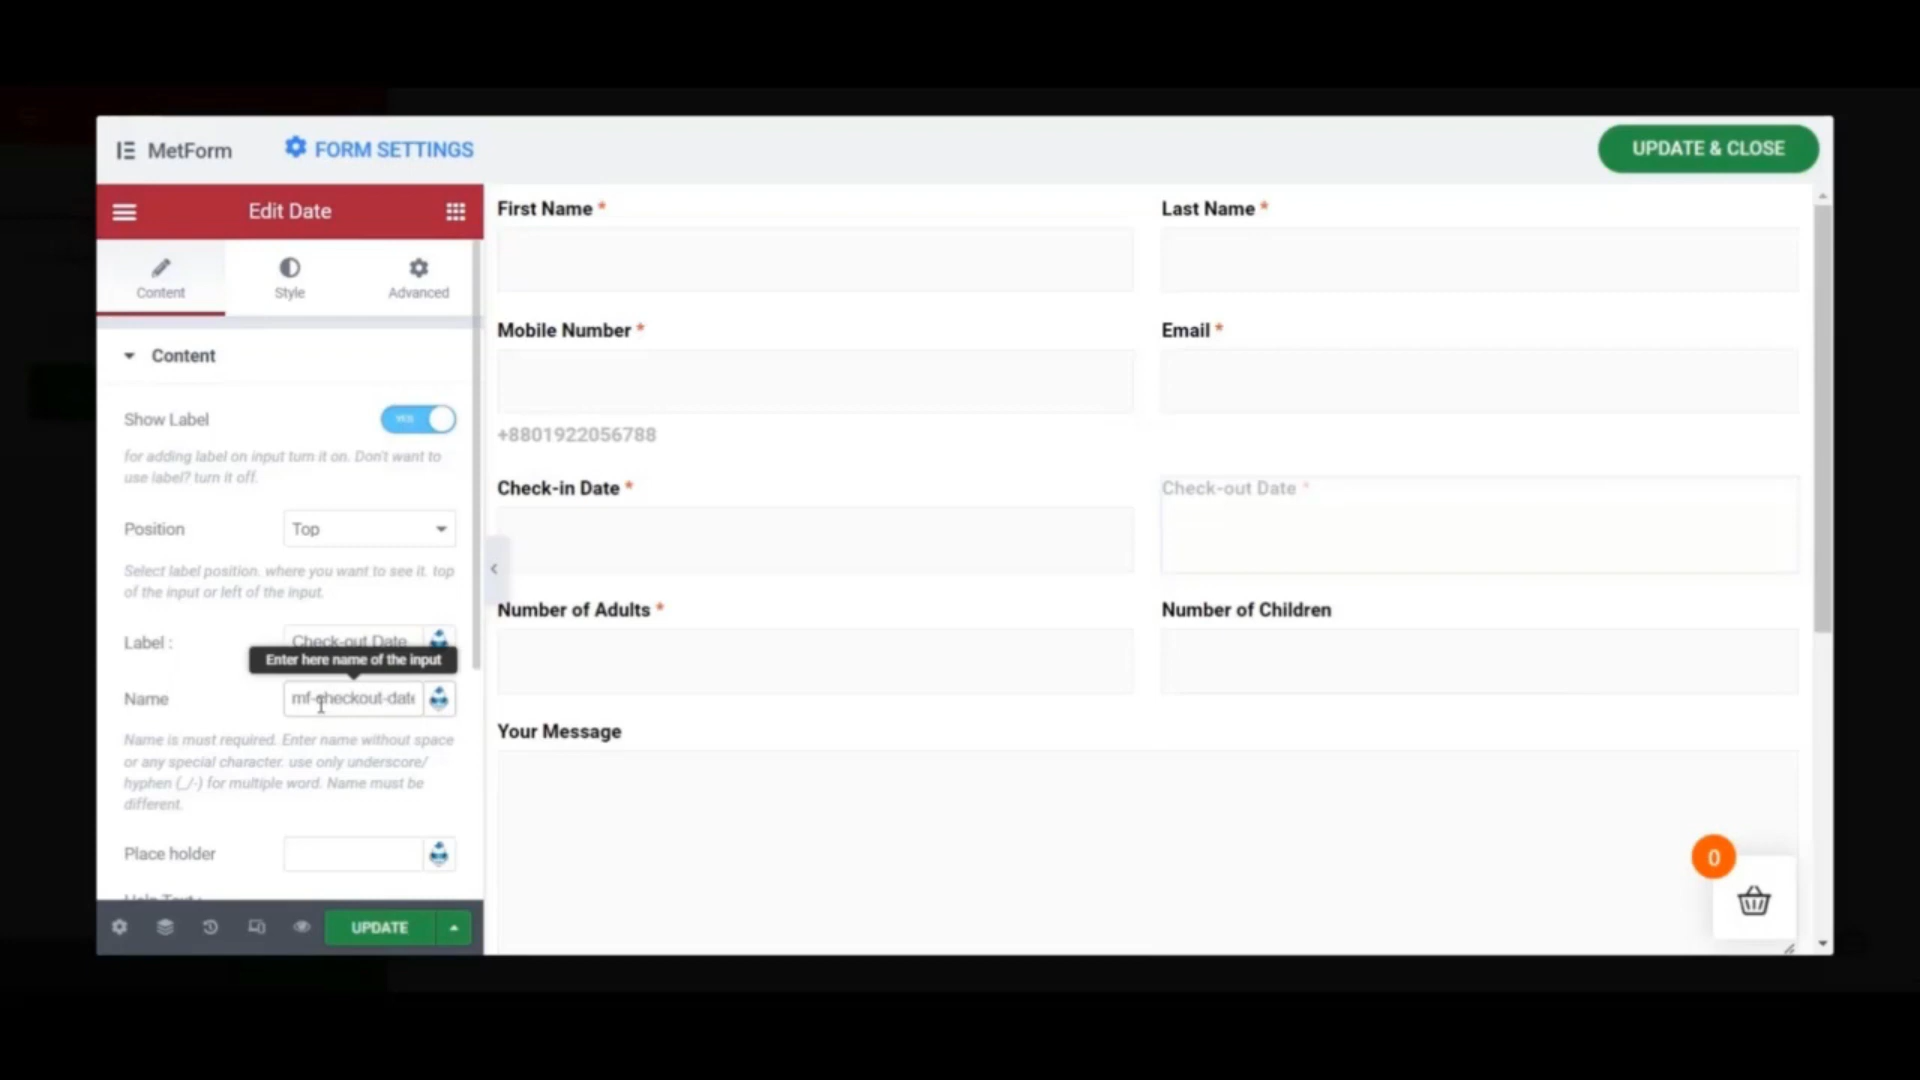 MetForm
FORM SETTINGS
UPDATE & CLOSE
Edit Date
Content
Style
Advanced
Content
Show Label
YES
for adding label on input turn it on. Don't want to
use label? turn it off.
Position
Top
Select label position. where you want to see it. top
of the input or left of the input.
Label :
Check-out Date
Enter here name of the input
Name
mf-checkout-date
Name is must required. Enter name without space
or any special character. use only underscore/
hyphen (_/-) for multiple word. Name must be
different.
Place holder
Help Text :
UPDATE
First Name *
Last Name *
Mobile Number *
Email *
+8801922056788
Check-in Date *
Check-out Date *
Number of Adults *
Number of Children
Your Message
0